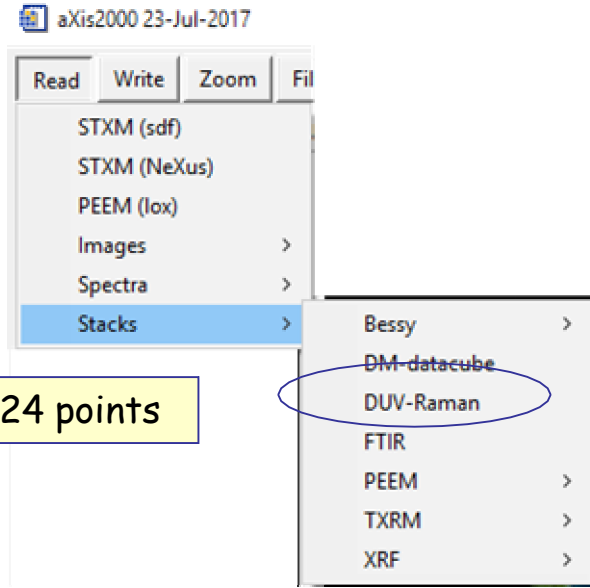 aXis2000 23-Jul-2017
Read Write Zoom Fil
STXM (sdf)
STXM (NeXus)
PEEM (lox)
Images >
Spectra >
Stacks >
Bessy >
DM-datacube
DUV-Raman
24 points
FTIR
PEEM >
TXRM >
XRF >